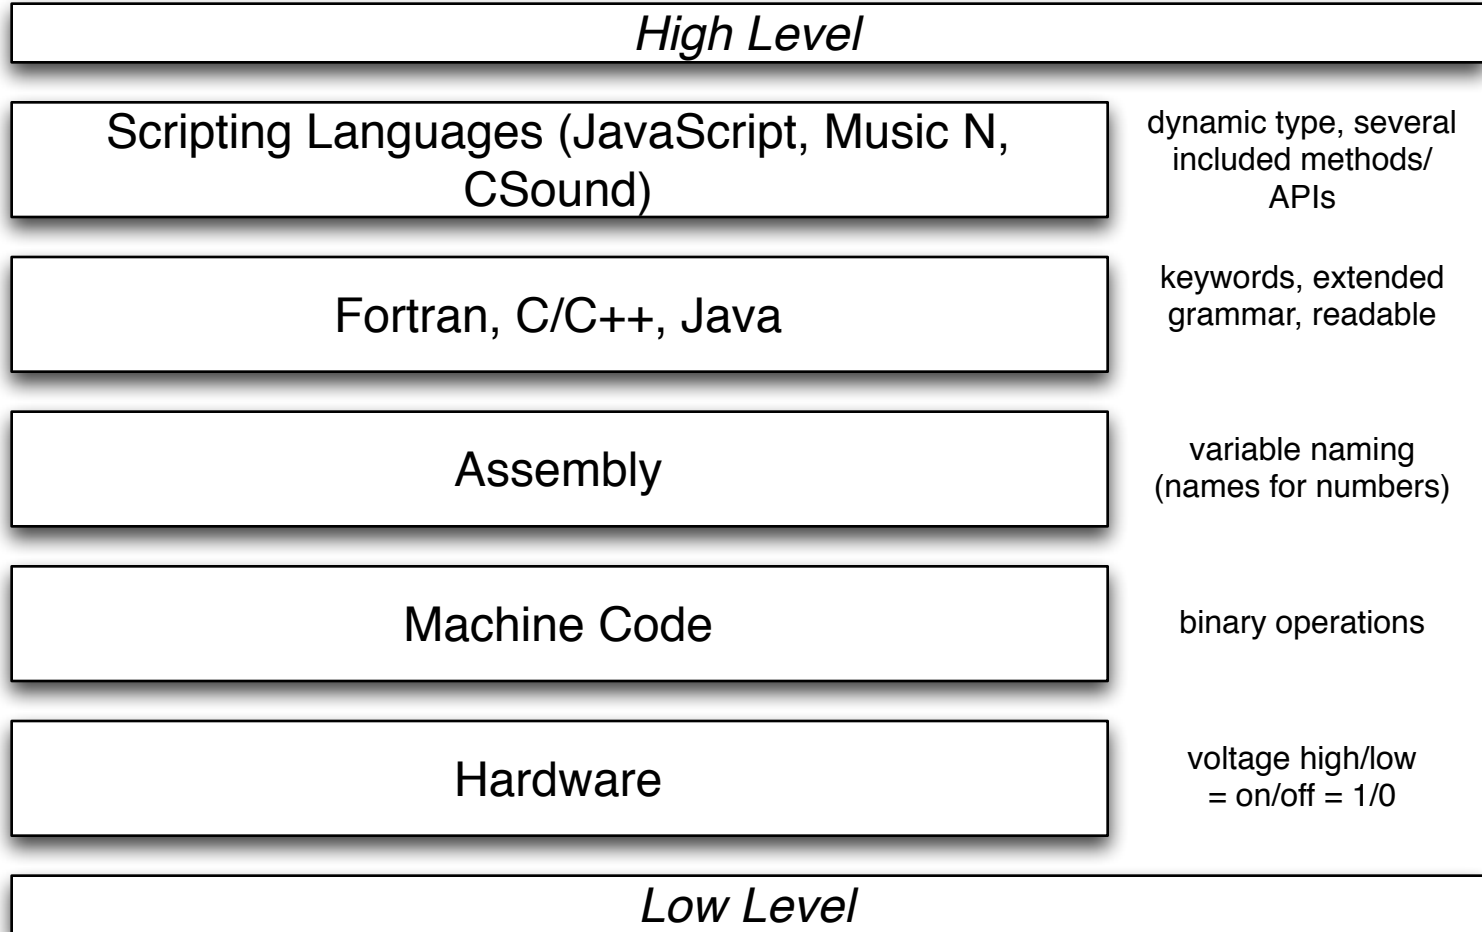 High Level
Scripting Languages (JavaScript, Music N,
CSound)
dynamic type, several
included methods/
APIs
Fortran, C/C++, Java
keywords, extended
grammar, readable
Assembly
variable naming
(names for numbers)
Machine Code
binary operations
Hardware
voltage high/low
= on/off = 1/0
Low Level